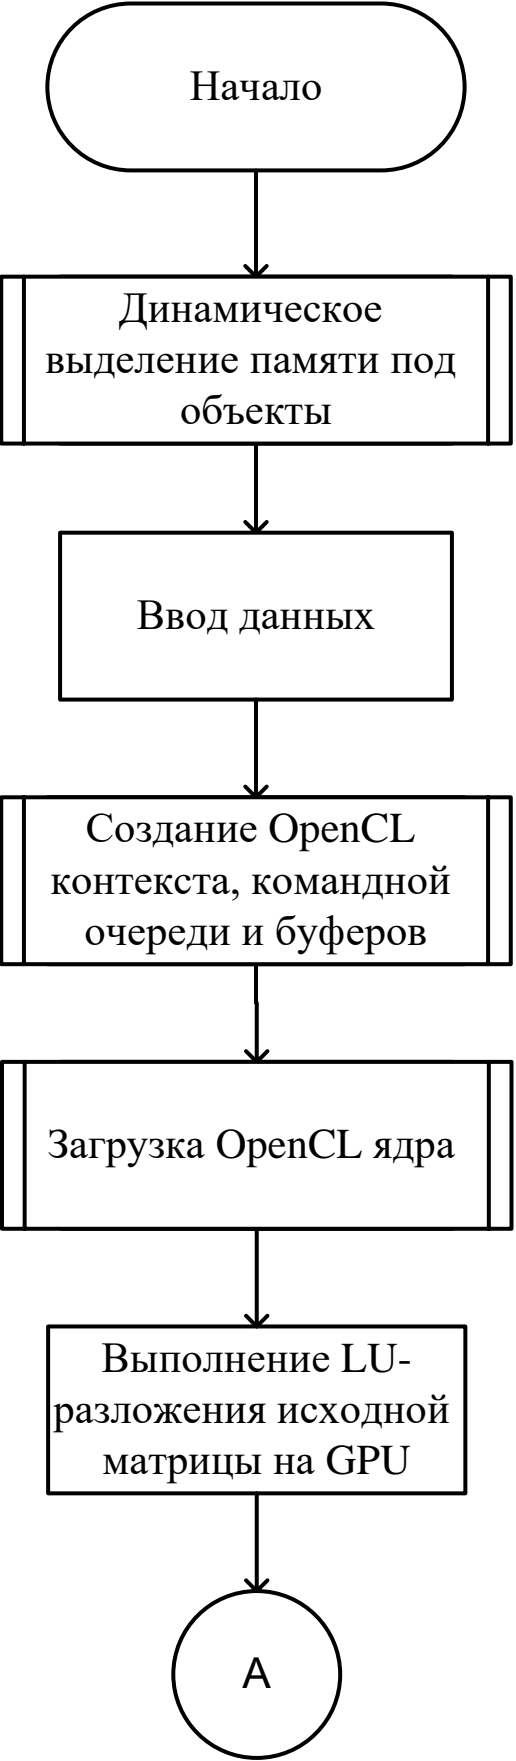 Начало
Динамическое
выделение памяти под
объекты
Ввод данных
Создание OpenCL
контекста, командной
очереди и буферов
Загрузка OpenCL ядра
Выполнение LU-
разложения исходной
матрицы на GPU
А